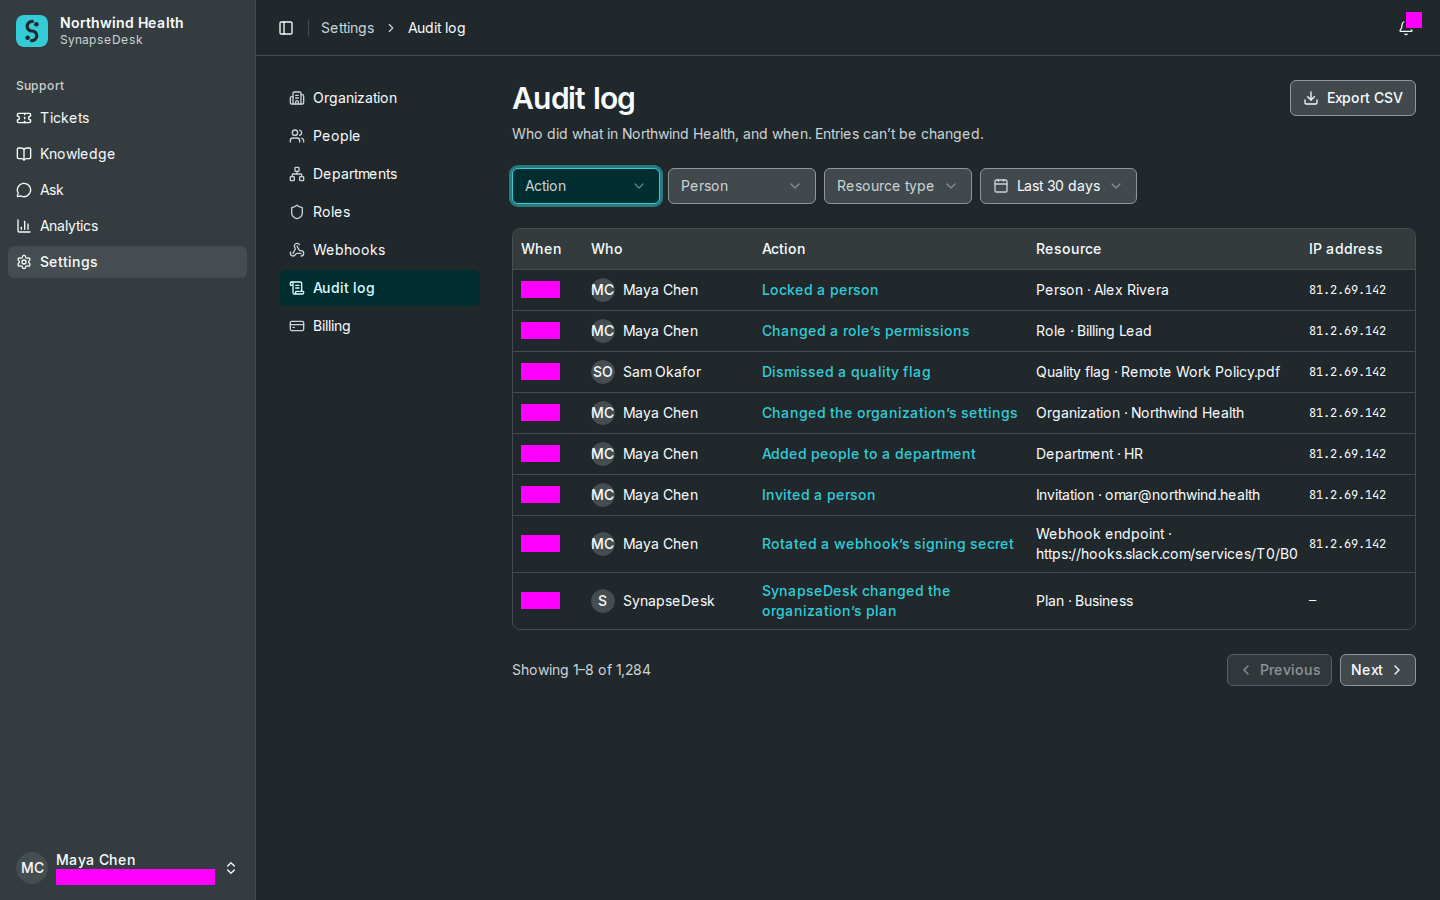 Northwind Health
SynapseDesk
Support
Tickets
Knowledge
Ask
Analytics
Settings
MC
Maya Chen
Settings
Audit log
Organization
People
Departments
Roles
Webhooks
Audit log
Billing
Audit log
Who did what in Northwind Health, and when. Entries can’t be changed.
Export CSV
Action
Person
Resource type
Last 30 days
When Who Action Resource IP address
MC Maya Chen Locked a person Person · Alex Rivera 81.2.69.142
MC Maya Chen Changed a role’s permissions Role · Billing Lead 81.2.69.142
SO Sam Okafor Dismissed a quality flag Quality flag · Remote Work Policy.pdf 81.2.69.142
MC Maya Chen Changed the organization’s settings Organization · Northwind Health 81.2.69.142
MC Maya Chen Added people to a department Department · HR 81.2.69.142
MC Maya Chen Invited a person Invitation · omar@northwind.health 81.2.69.142
MC Maya Chen Rotated a webhook’s signing secret Webhook endpoint ·
https://hooks.slack.com/services/T0/B0 81.2.69.142
S SynapseDesk SynapseDesk changed the
organization’s plan Plan · Business –
Showing 1–8 of 1,284
Previous
Next